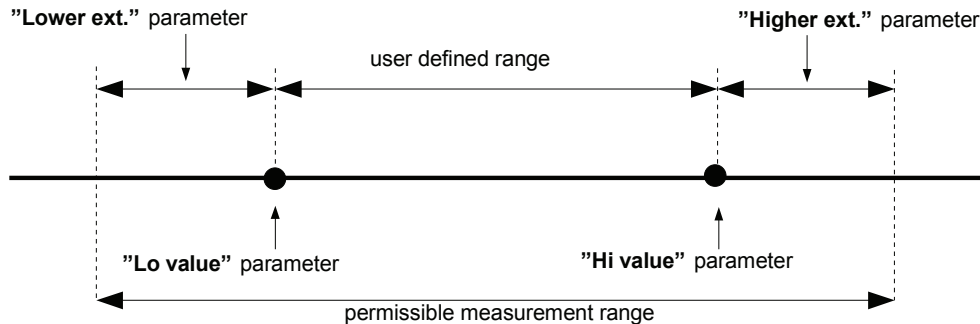 ”Lower ext.” parameter
”Higher ext.” parameter
user defined range
”Lo value” parameter
”Hi value” parameter
permissible measurement range